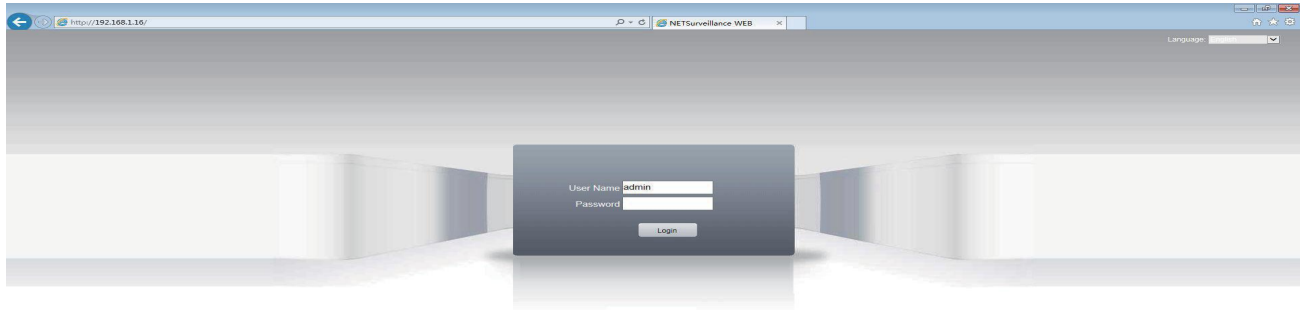 http://192.168.1.16/
NETSurveillance WEB
Language:
User Name admin
Password
Login